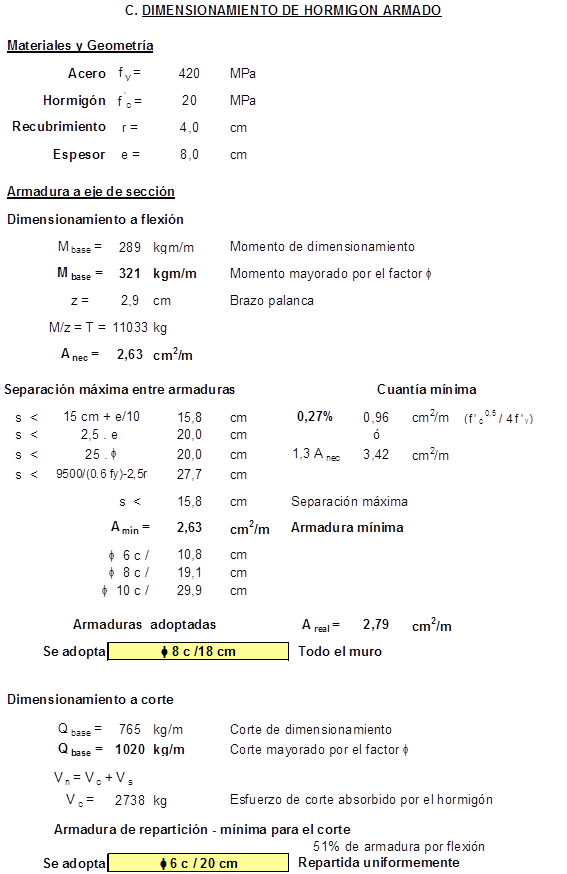 C. DIMENSIONAMIENTO DE HORMIGON ARMADO
Materiales y Geometría
Acero f y = 420 MPa
Hormigón f'c = 20 MPa
Recubrimiento r = 4,0 cm
Espesor e = 8,0 cm
Armadura a eje de sección
Dimensionamiento a flexión
M base = 289 kgm/m Momento de dimensionamiento
M base = 321 kgm/m Momento mayorado por el factor ϕ
z = 2,9 cm Brazo palanca
M/z = T = 11033 kg
A nec = 2,63 cm²/m
Separación máxima entre armaduras Cuantía mínima
s < 15 cm + e/10 15,8 cm 0,27% 0,96 cm²/m (f'c^0,5 / 4f'y)
s < 2,5 . e 20,0 cm ó
s < 25 . ϕ 20,0 cm 1,3 A nec 3,42 cm²/m
s < 9500/(0.6 fy)-2,5r 27,7 cm
s < 15,8 cm Separación máxima
A mín = 2,63 cm²/m Armadura mínima
ϕ 6 c / 10,8 cm
ϕ 8 c / 19,1 cm
ϕ 10 c / 29,9 cm
Armaduras adoptadas A real = 2,79 cm²/m
Se adopta ϕ 8 c /18 cm Todo el muro
Dimensionamiento a corte
Q base = 765 kg/m Corte de dimensionamiento
Q base = 1020 kg/m Corte mayorado por el factor ϕ
V n = V c + V s
V c = 2738 kg Esfuerzo de corte absorbido por el hormigón
Armadura de repartición - mínima para el corte
51% de armadura por flexión
Se adopta ϕ 6 c / 20 cm Repartida uniformemente